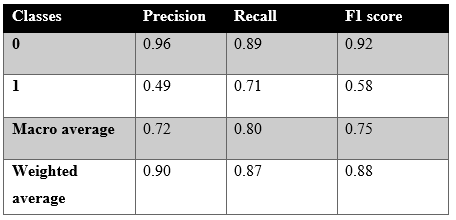 Classes Precision Recall F1 score
0 0.96 0.89 0.92
1 0.49 0.71 0.58
Macro average 0.72 0.80 0.75
Weighted 0.90 0.87 0.88
average